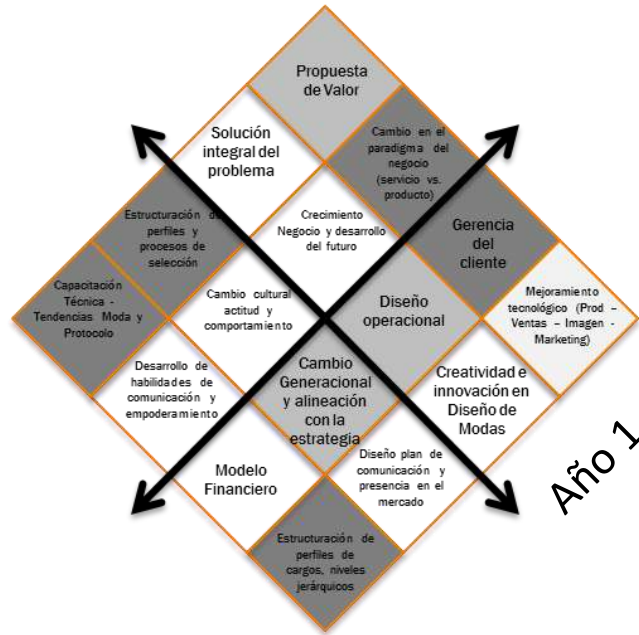 Propuesta
de Valor
Solución
integral del
problema
Cambio en el
paradigma del
negocio
(servicio vs.
producto)
Estructuración de
perfiles y
procesos de
selección
Crecimiento
Negocio y desarrollo
del futuro
Gerencia
del
cliente
Capacitación
Técnica -
Tendencias Moda y
Protocolo
Cambio cultural
actitud y
comportamiento
Diseño
operacional
Mejoramiento
tecnológico (Prod –
Ventas – Imagen -
Marketing)
Desarrollo de
habilidades de
comunicación y
empoderamiento
Cambio
Generacional
y alineación
con la
estrategia
Creatividad e
innovación en
Diseño de
Modas
Modelo
Financiero
Diseño plan de
comunicación y
presencia en el
mercado
Año 1
Estructuración de
perfiles de
cargos, niveles
jerárquicos